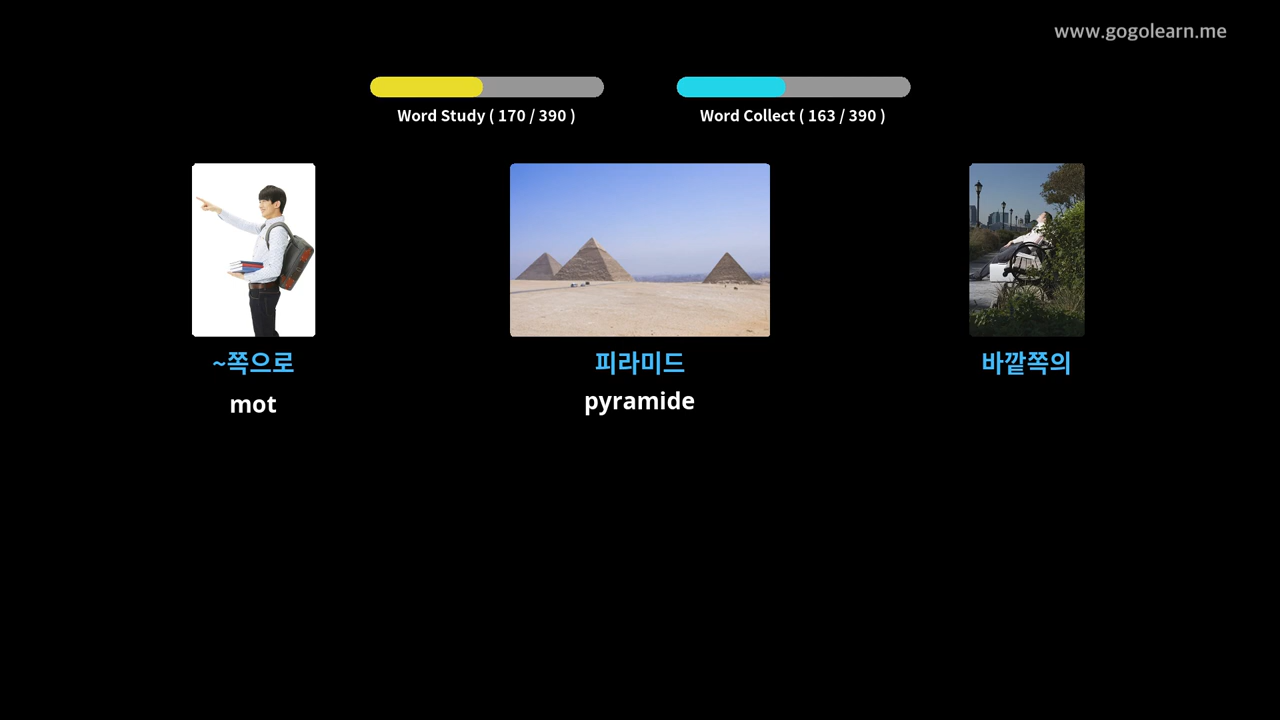 www.gogolearn.me
Word Study ( 170 / 390 )
Word Collect ( 163 / 390 )
~쪽으로
mot
피라미드
pyramide
바깥쪽의